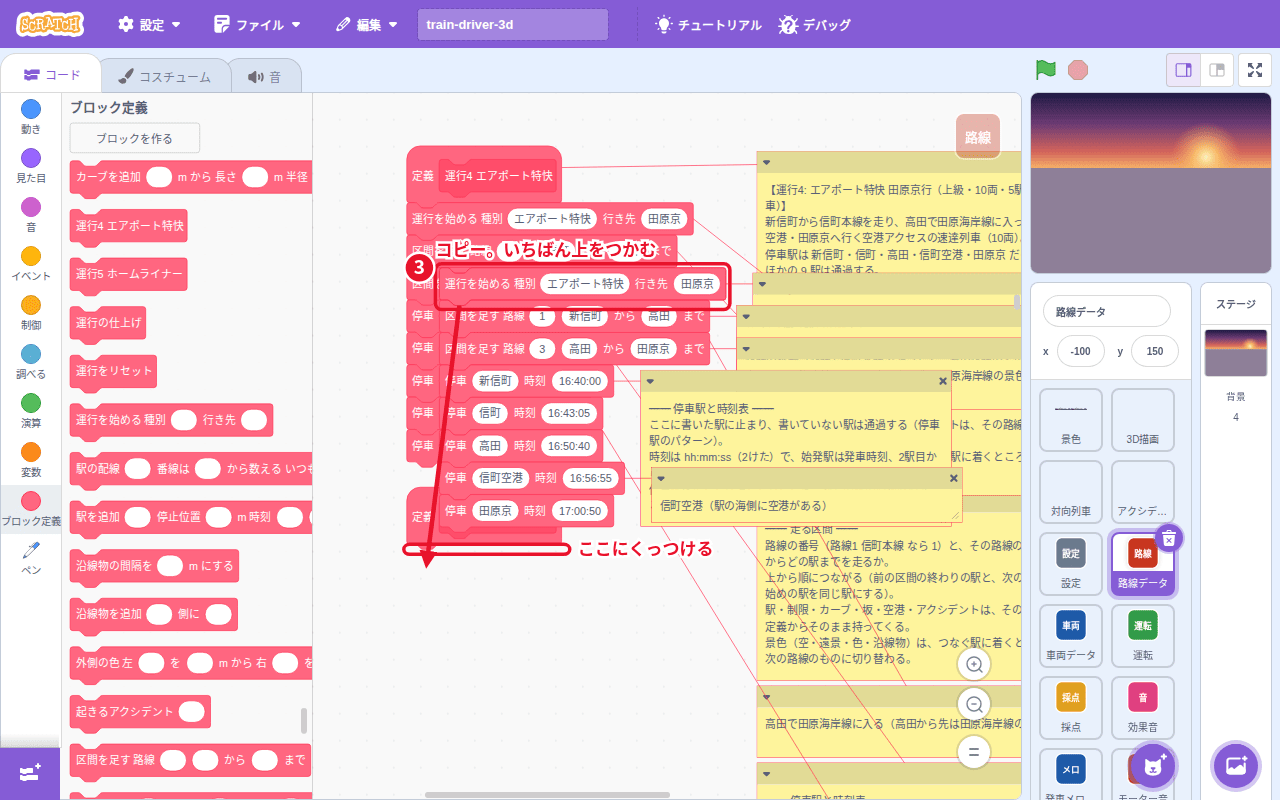 SCRATCH
設定
ファイル
編集
train-driver-3d
チュートリアル
デバッグ
コード
コスチューム
音
動き
見た目
音
イベント
制御
調べる
演算
変数
ブロック定義
ペン
ブロック定義
ブロックを作る
カーブを追加 m から 長さ m 半径
運行4 エアポート特快
運行5 ホームライナー
運行の仕上げ
運行をリセット
運行を始める 種別 行き先
駅の配線 番線は から数える いつも
駅を追加 停止位置 m 時刻
沿線物の間隔を m にする
沿線物を追加 側に
外側の色 左 を m から 右 を
起きるアクシデント
区間を足す 路線 から まで
路線
定義 運行4 エアポート特快
運行を始める 種別 エアポート特快 行き先 田原京
コピー。いちばん上をつかむ
3
運行を始める 種別 エアポート特快 行き先 田原京
停車 区間を足す 路線 1 新信町 から 高田 まで
停車 区間を足す 路線 3 高田 から 田原京 まで
停車 停車 新信町 時刻 16:40:00
停車 停車 信町 時刻 16:43:05
停車 停車 高田 時刻 16:50:40
停車 信町空港 時刻 16:56:55
定義 停車 田原京 時刻 17:00:50
ここにくっつける
【運行4: エアポート特快 田原京行（上級・10両・5駅
車）】
新信町から信町本線を走り、高田で田原海岸線に入っ
空港・田原京へ行く空港アクセスの速達列車（10両）。
停車駅は 新信町・信町・高田・信町空港・田原京 だ
ほかの 9 駅は通過する。
原海岸線の景色
━━ 停車駅と時刻表 ━━
ここに書いた駅に止まり、書いていない駅は通過する（停車
駅のパターン）。
時刻は hh:mm:ss（2けた）で、始発駅は発車時刻、2駅目か
トは、その路線
駅に着くところ
信町空港（駅の海側に空港がある）
━━ 走る区間 ━━
路線の番号（路線1 信町本線 なら 1）と、その路線の
からどの駅までを走るか。
上から順につながる（前の区間の終わりの駅と、次の
始めの駅を同じ駅にする）。
駅・制限・カーブ・坂・空港・アクシデントは、その
定義からそのまま持ってくる。
景色（空・遠景・色・沿線物）は、つなぐ駅に着くと
次の路線のものに切り替わる。
高田で田原海岸線に入る（高田から先は田原海岸線の
停車駅と時刻表
路線データ
x -100 y 150
ステージ
背景
4
景色
3D描画
対向列車
アクシデ...
設定
設定
路線
路線データ
車両
車両データ
運転
運転
採点
採点
音
効果音
メロ
発車メロ...
モーター音